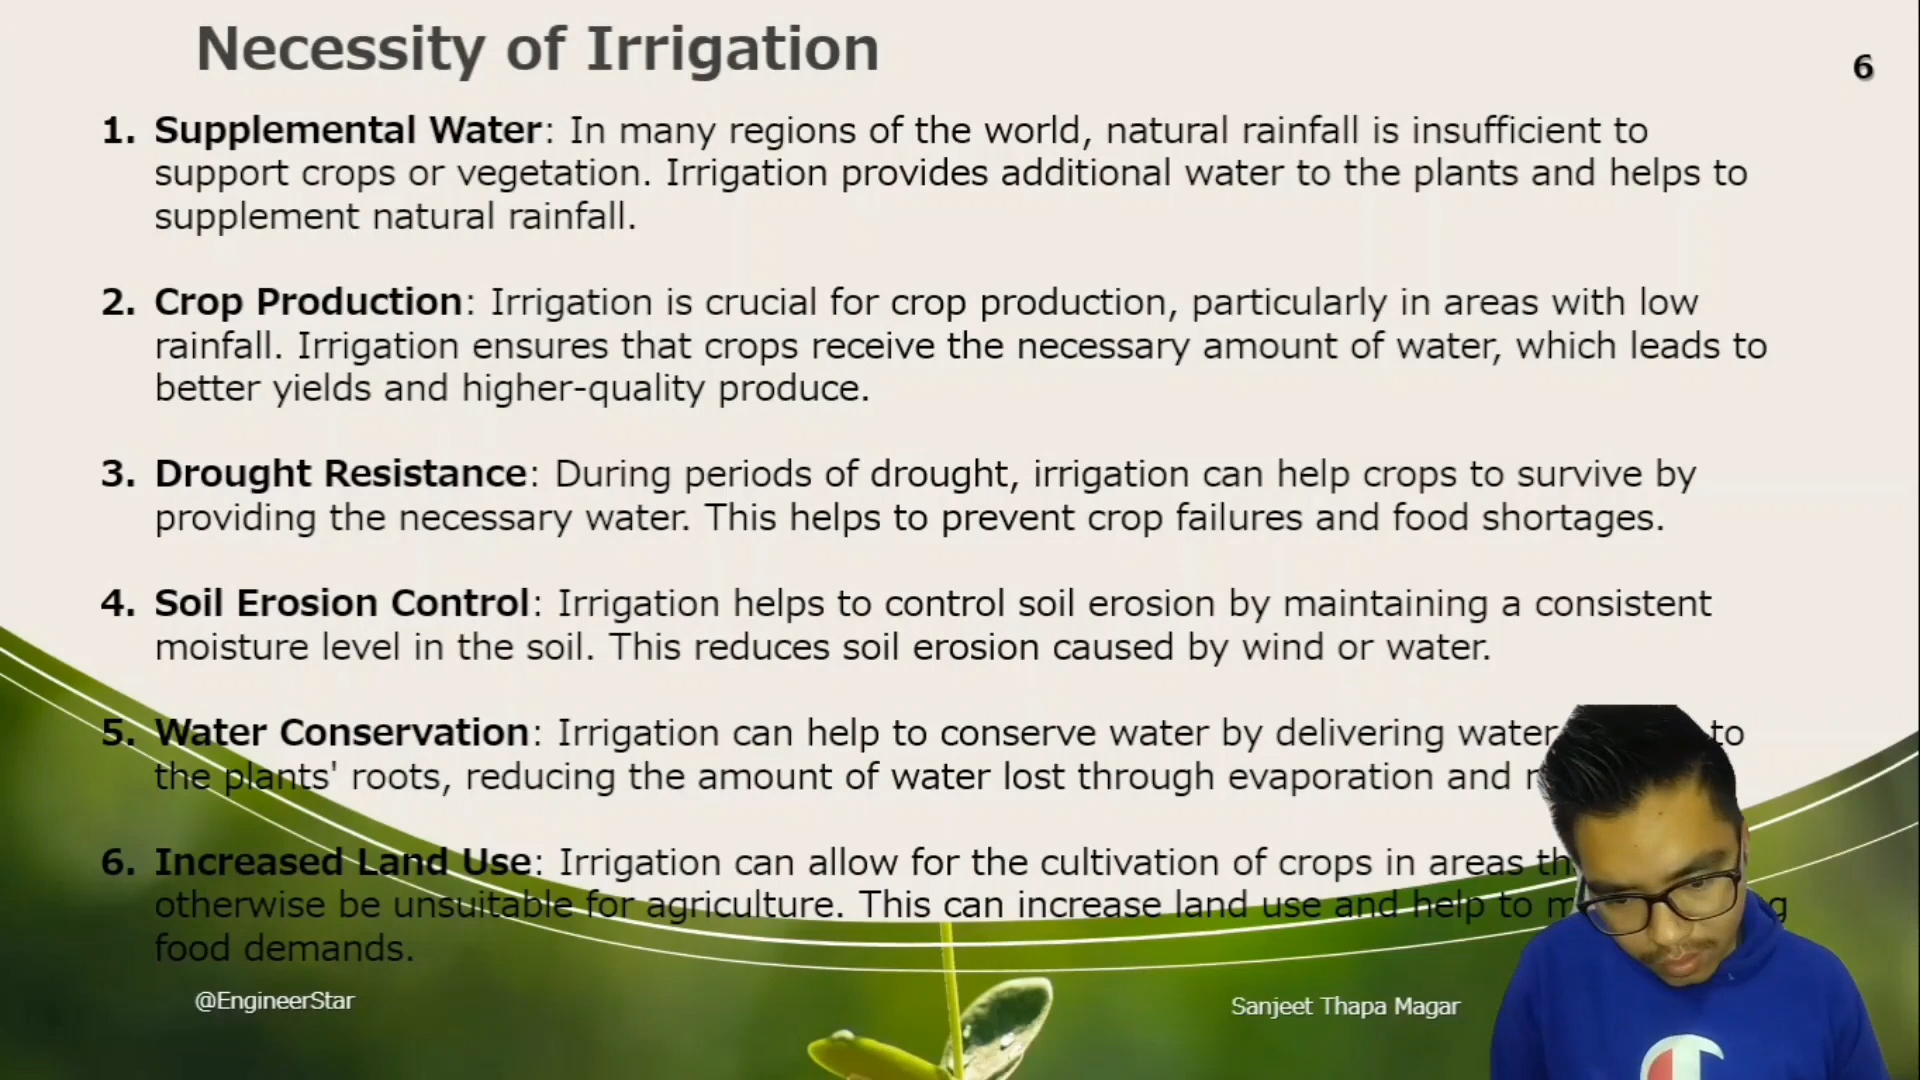 Necessity of Irrigation
6
1. Supplemental Water: In many regions of the world, natural rainfall is insufficient to
support crops or vegetation. Irrigation provides additional water to the plants and helps to
supplement natural rainfall.
2. Crop Production: Irrigation is crucial for crop production, particularly in areas with low
rainfall. Irrigation ensures that crops receive the necessary amount of water, which leads to
better yields and higher-quality produce.
3. Drought Resistance: During periods of drought, irrigation can help crops to survive by
providing the necessary water. This helps to prevent crop failures and food shortages.
4. Soil Erosion Control: Irrigation helps to control soil erosion by maintaining a consistent
moisture level in the soil. This reduces soil erosion caused by wind or water.
5. Water Conservation: Irrigation can help to conserve water by delivering water to
the plants' roots, reducing the amount of water lost through evaporation and
6. Increased Land Use: Irrigation can allow for the cultivation of crops in areas
otherwise be unsuitable for agriculture. This can increase land use and help to
food demands.
@EngineerStar
Sanjeet Thapa Magar